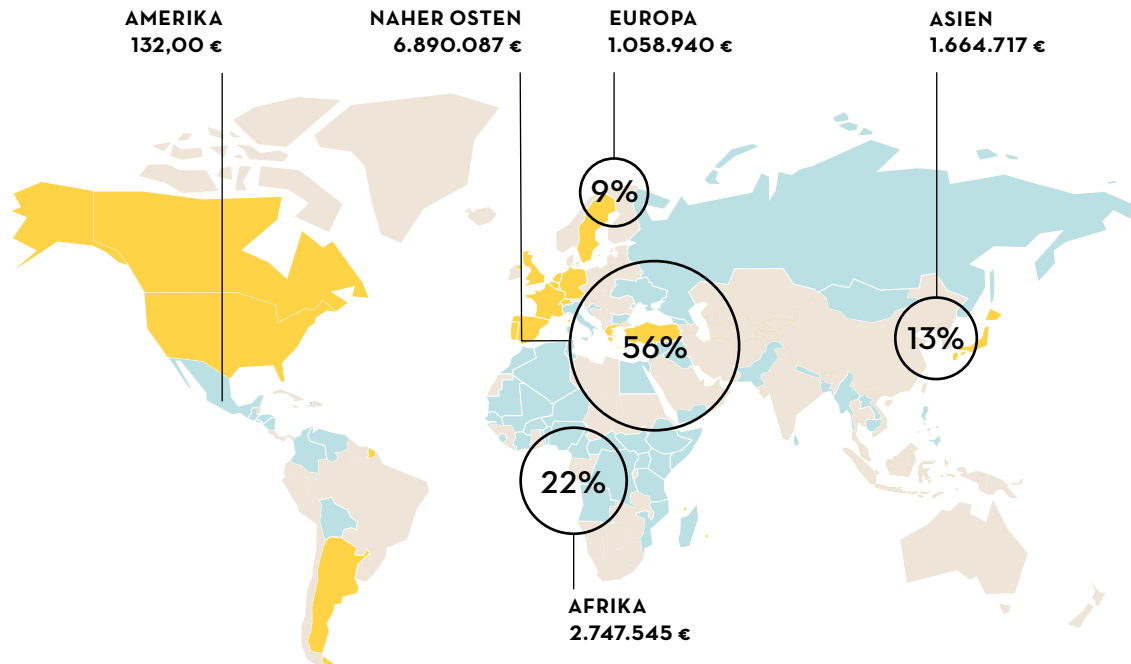 AMERIKA
132,00 €
NAHER OSTEN
6.890.087 €
EUROPA
1.058.940 €
ASIEN
1.664.717 €
9%
56%
13%
22%
AFRIKA
2.747.545 €